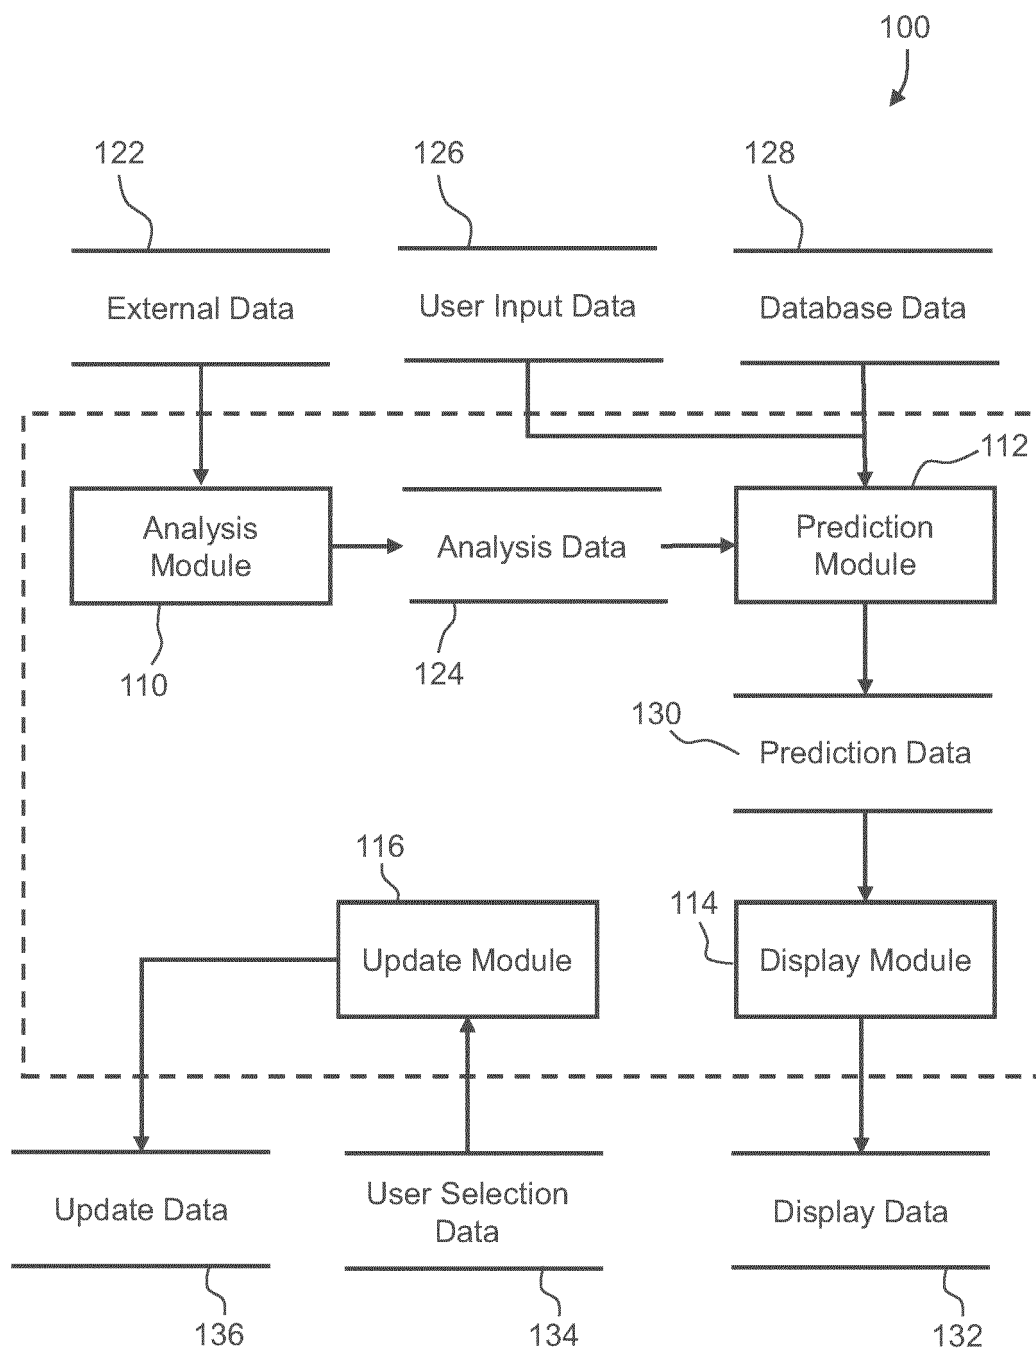 100
122
126
128
External Data
User Input Data
Database Data
112
Analysis
Module
Analysis Data
Prediction
Module
110
124
130
Prediction Data
116
114
Update Module
Display Module
Update Data
User Selection
Data
Display Data
136
134
132